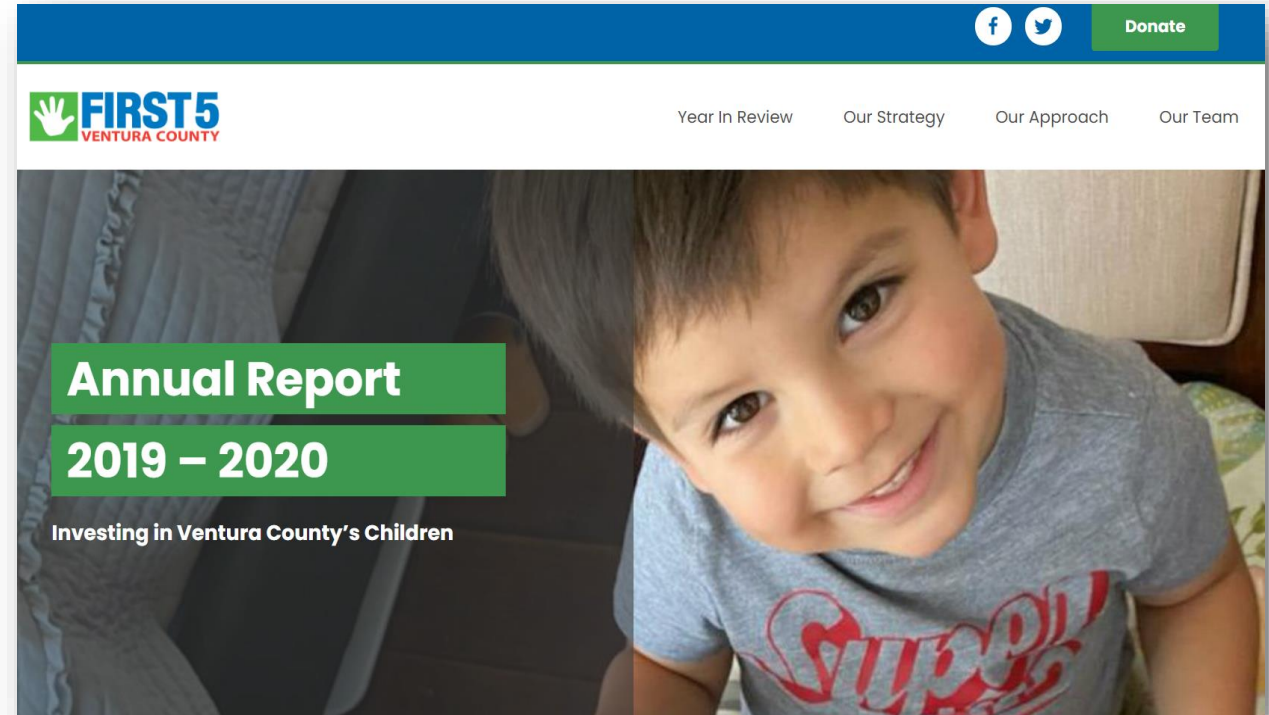 Donate
FIRST 5
VENTURA COUNTY
Year In Review Our Strategy Our Approach Our Team
Annual Report
2019 – 2020
Investing in Ventura County’s Children
Super